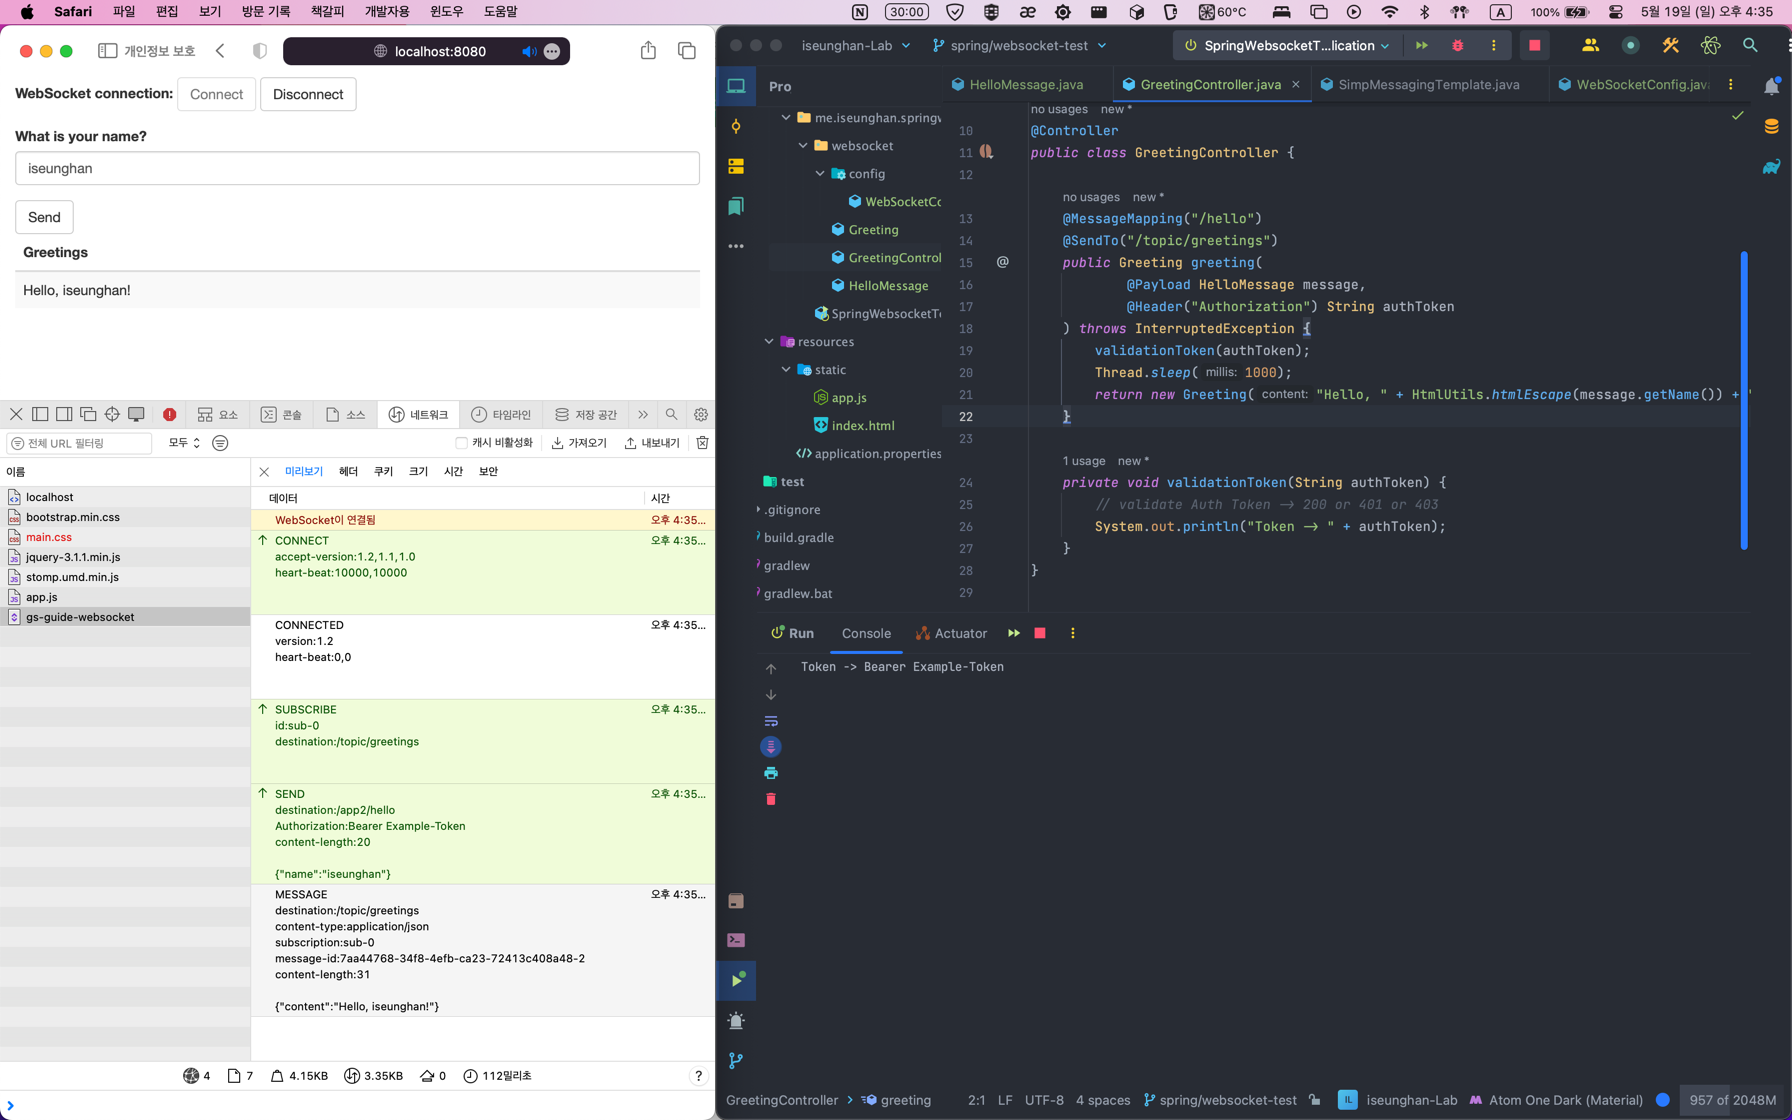 Safari 파일 편집 보기 방문 기록 책갈피 개발자용 윈도우 도움말
30:00 60°C A 100% 5월 19일 (일) 오후 4:35
개인정보 보호 localhost:8080
WebSocket connection: Connect Disconnect
What is your name?
iseunghan
Send
Greetings
Hello, iseunghan!
요소 콘솔 소스 네트워크 타임라인 저장 공간
전체 URL 필터링 모두 캐시 비활성화 가져오기 내보내기
이름
localhost
bootstrap.min.css
main.css
jquery-3.1.1.min.js
stomp.umd.min.js
app.js
gs-guide-websocket
미리보기 헤더 쿠키 크기 시간 보안
데이터 시간
WebSocket이 연결됨 오후 4:35...
CONNECT 오후 4:35...
accept-version:1.2,1.1,1.0
heart-beat:10000,10000
CONNECTED 오후 4:35...
version:1.2
heart-beat:0,0
SUBSCRIBE 오후 4:35...
id:sub-0
destination:/topic/greetings
SEND 오후 4:35...
destination:/app2/hello
Authorization:Bearer Example-Token
content-length:20
{"name":"iseunghan"}
MESSAGE 오후 4:35...
destination:/topic/greetings
content-type:application/json
subscription:sub-0
message-id:7aa44768-34f8-4efb-ca23-72413c408a48-2
content-length:31
{"content":"Hello, iseunghan!"}
4 7 4.15KB 3.35KB 0 112밀리초 ?
iseunghan-Lab spring/websocket-test SpringWebsocketT...lication
Pro
me.iseunghan.springw
websocket
config
WebSocketCo
Greeting
GreetingControl
HelloMessage
SpringWebsocketTe
resources
static
app.js
index.html
application.properties
test
.gitignore
build.gradle
gradlew
gradlew.bat
HelloMessage.java GreetingController.java SimpMessagingTemplate.java WebSocketConfig.java
no usages new *
10 @Controller
11 public class GreetingController {
12
no usages new *
13 @MessageMapping("/hello")
14 @SendTo("/topic/greetings")
15 @ public Greeting greeting(
16 @Payload HelloMessage message,
17 @Header("Authorization") String authToken
18 ) throws InterruptedException {
19 validationToken(authToken);
20 Thread.sleep( millis: 1000);
21 return new Greeting( content: "Hello, " + HtmlUtils.htmlEscape(message.getName()) + "
22 }
23
1 usage new *
24 private void validationToken(String authToken) {
25 // validate Auth Token -> 200 or 401 or 403
26 System.out.println("Token -> " + authToken);
27 }
28 }
29
Run Console Actuator
Token -> Bearer Example-Token
GreetingController greeting 2:1 LF UTF-8 4 spaces spring/websocket-test IL iseunghan-Lab Atom One Dark (Material) 957 of 2048M